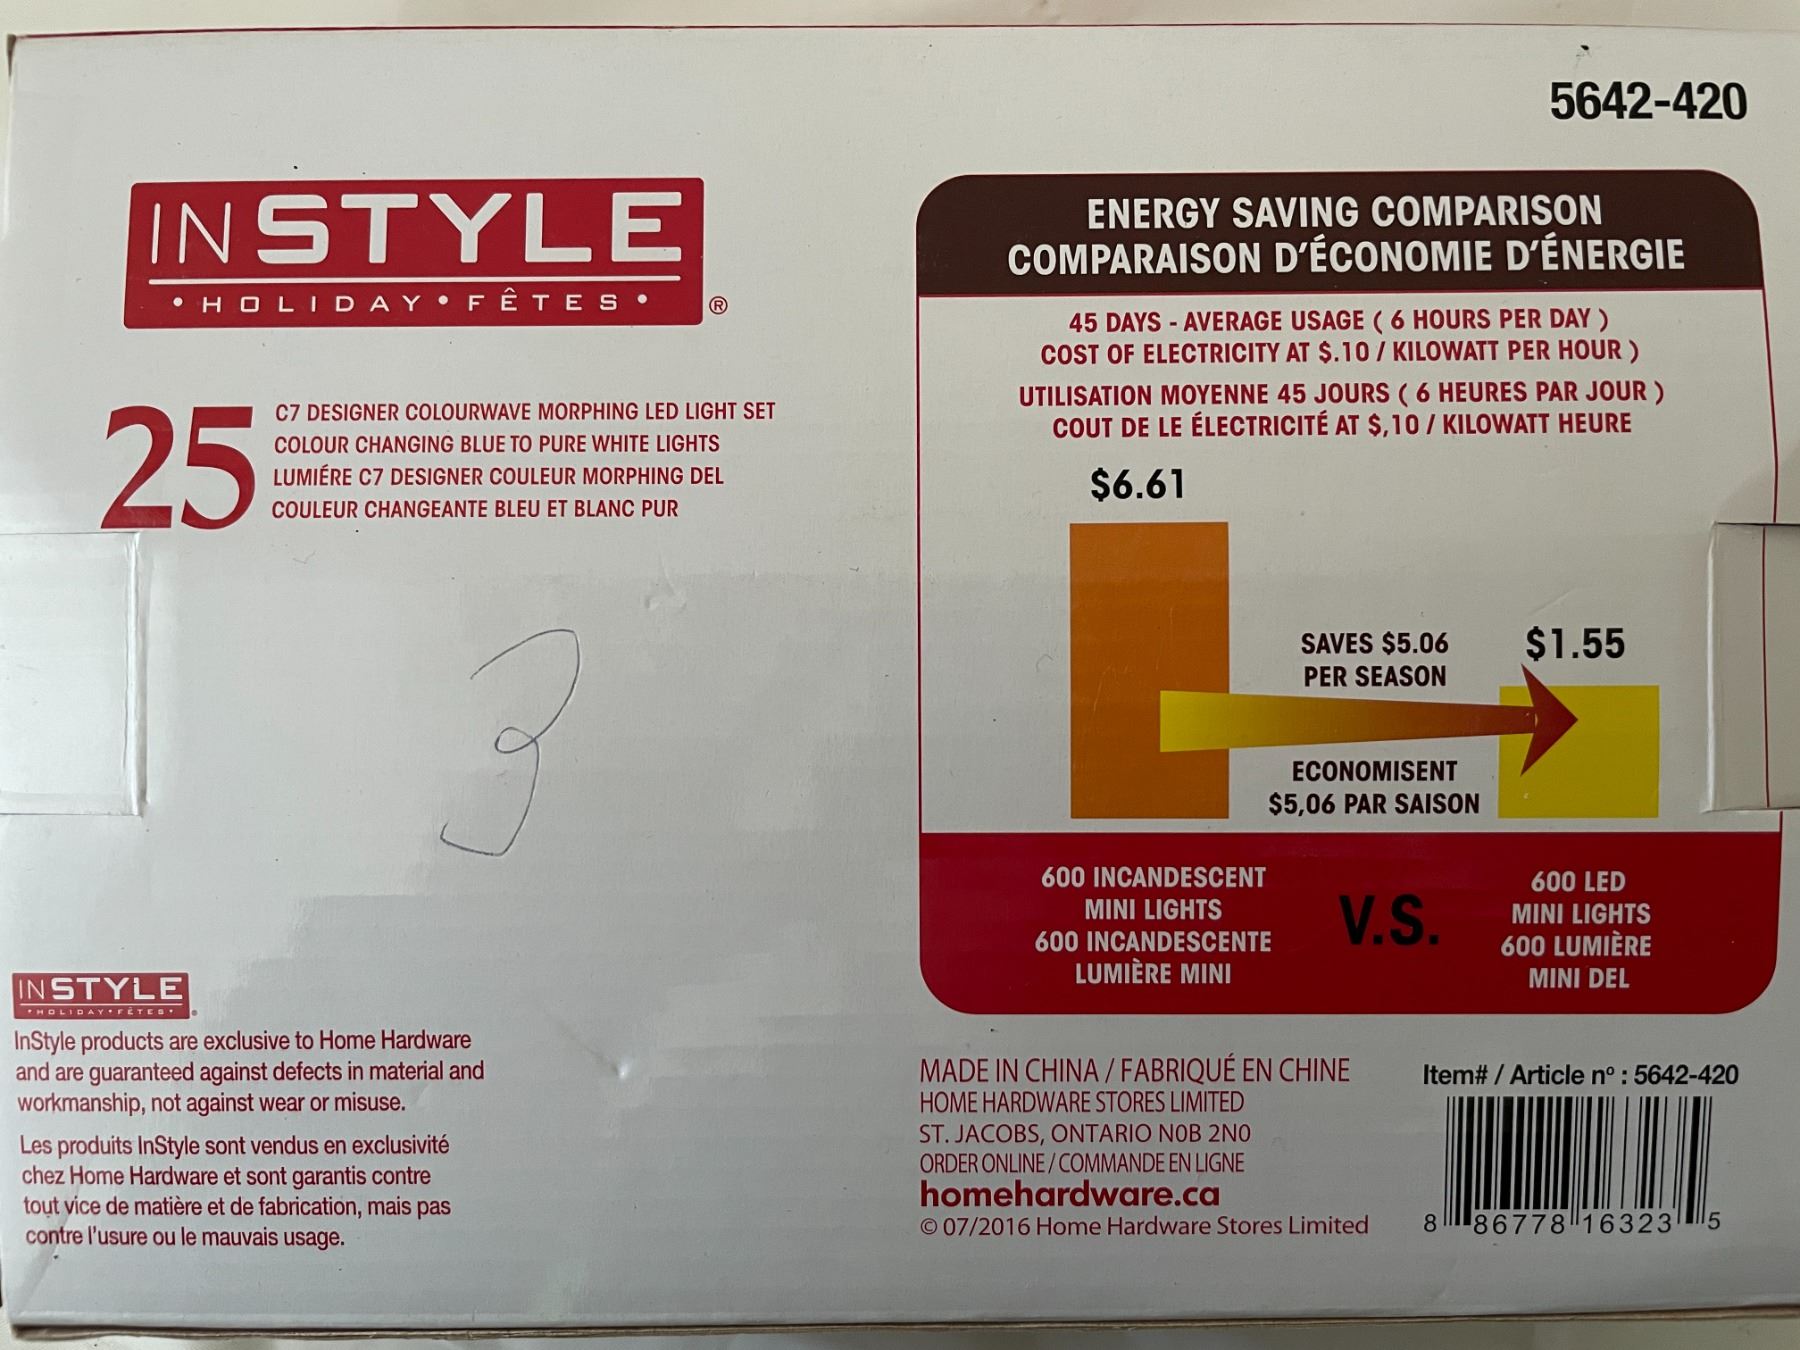 5642-420
INSTYLE
•HOLIDAY•FÊTES•
®
25
C7 DESIGNER COLOURWAVE MORPHING LED LIGHT SET
COLOUR CHANGING BLUE TO PURE WHITE LIGHTS
LUMIÉRE C7 DESIGNER COULEUR MORPHING DEL
COULEUR CHANGEANTE BLEU ET BLANC PUR
3
INSTYLE
•HOLIDAY•FÊTES•®
InStyle products are exclusive to Home Hardware
and are guaranteed against defects in material and
workmanship, not against wear or misuse.
Les produits InStyle sont vendus en exclusivité
chez Home Hardware et sont garantis contre
tout vice de matière et de fabrication, mais pas
contre l'usure ou le mauvais usage.
ENERGY SAVING COMPARISON
COMPARAISON D'ÉCONOMIE D'ÉNERGIE
45 DAYS - AVERAGE USAGE ( 6 HOURS PER DAY )
COST OF ELECTRICITY AT $.10 / KILOWATT PER HOUR )
UTILISATION MOYENNE 45 JOURS ( 6 HEURES PAR JOUR )
COUT DE LE ÉLECTRICITÉ AT $,10 / KILOWATT HEURE
$6.61
SAVES $5.06
PER SEASON
$1.55
ECONOMISENT
$5,06 PAR SAISON
600 INCANDESCENT
MINI LIGHTS
600 INCANDESCENTE
LUMIÈRE MINI
V.S.
600 LED
MINI LIGHTS
600 LUMIÈRE
MINI DEL
MADE IN CHINA / FABRIQUÉ EN CHINE
HOME HARDWARE STORES LIMITED
ST. JACOBS, ONTARIO N0B 2N0
ORDER ONLINE / COMMANDE EN LIGNE
homehardware.ca
© 07/2016 Home Hardware Stores Limited
Item# / Article nº : 5642-420
8 86778 16323 5